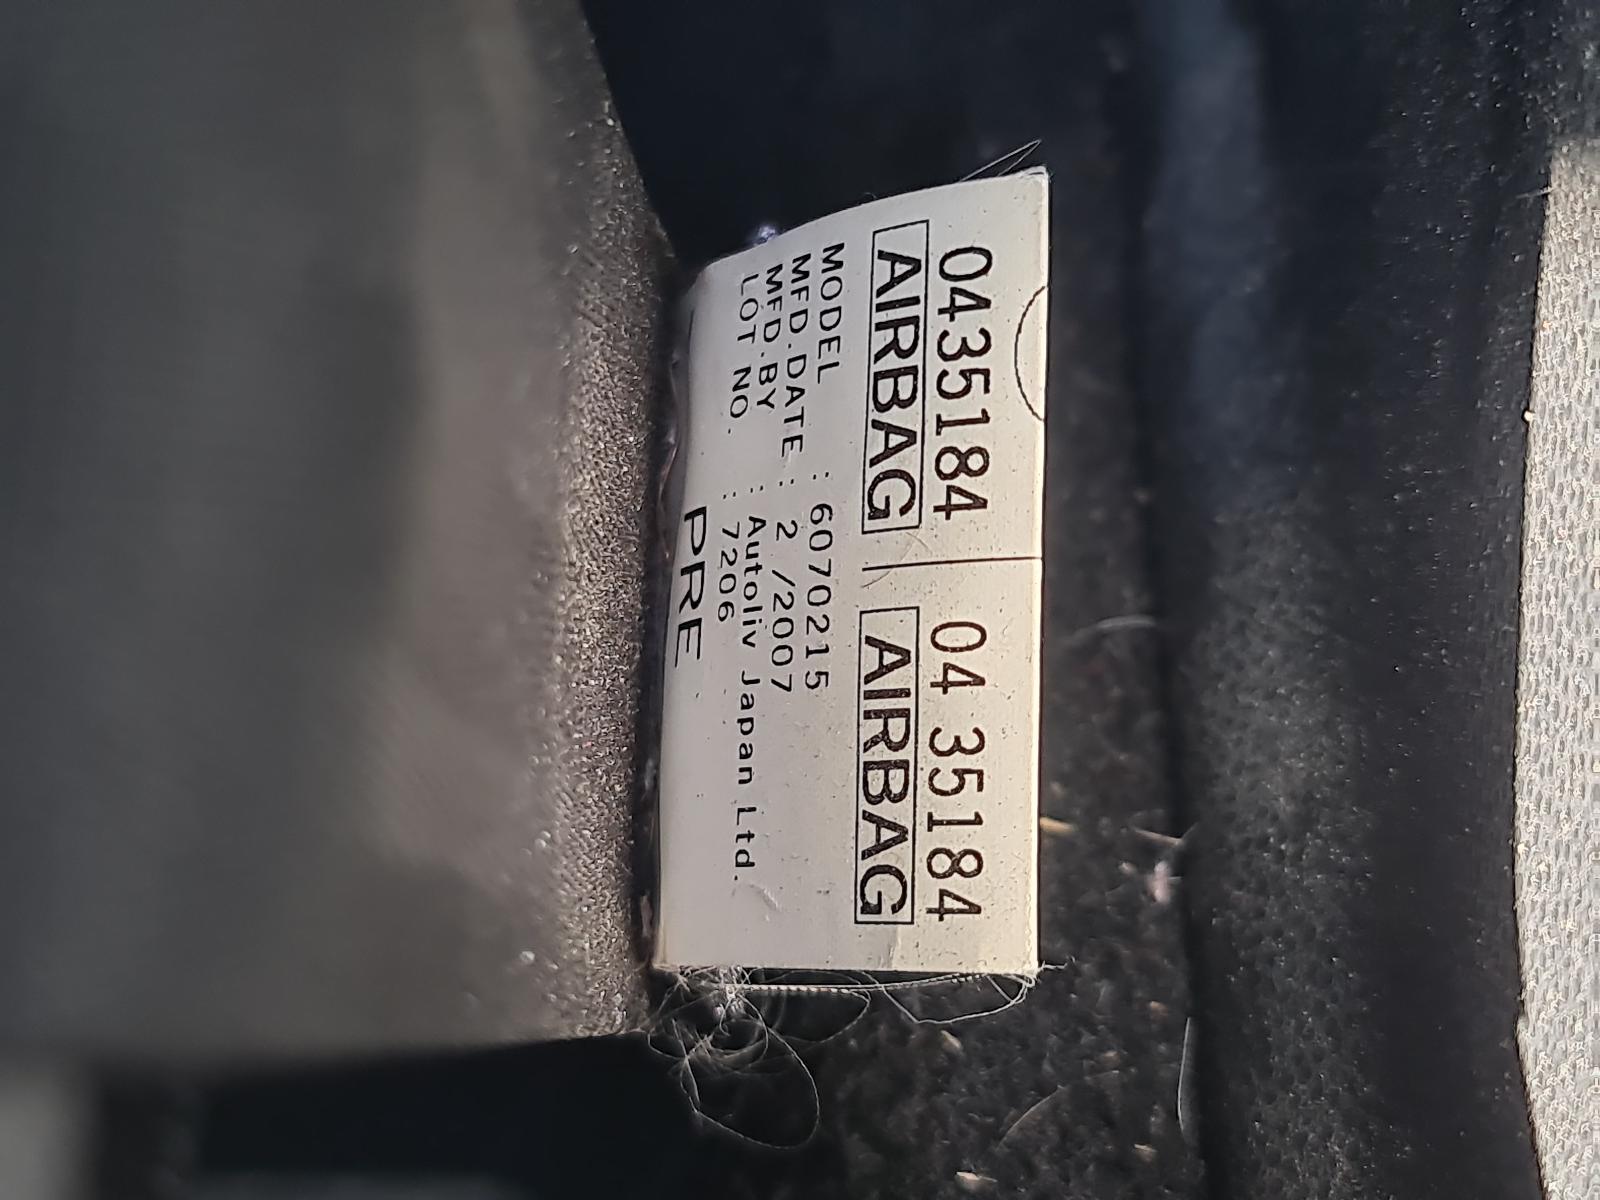 0435184 04 35184
AIRBAG AIRBAG
MODEL : 6070215
MFD.DATE : 2 /2007
MFD.BY : Autoliv Japan Ltd.
LOT NO. : 7206
PRE